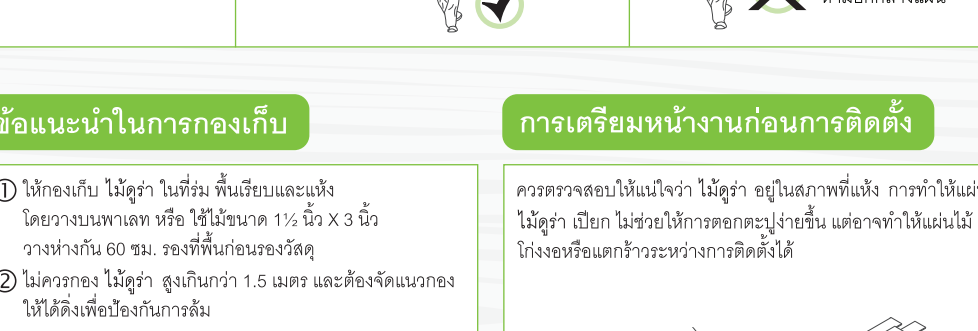 ข้อแนะนำในการกองเก็บ
① ให้กองเก็บ ไม้ดูร่า ในที่ร่ม พื้นเรียบและแห้ง
โดยวางบนพาเลท หรือ ใช้ไม้ขนาด 1½ นิ้ว X 3 นิ้ว
วางห่างกัน 60 ซม. รองที่พื้นก่อนรองวัสดุ
② ไม่ควรกอง ไม้ดูร่า สูงเกินกว่า 1.5 เมตร และต้องจัดแนวกอง
ให้ได้ดิ่งเพื่อป้องกันการล้ม
การเตรียมหน้างานก่อนการติดตั้ง
ควรตรวจสอบให้แน่ใจว่า ไม้ดูร่า อยู่ในสภาพที่แห้ง การทำให้แผ่น
ไม้ดูร่า เปียก ไม่ช่วยให้การตอกตะปูง่ายขึ้น แต่อาจทำให้แผ่นไม้
โก่งงอหรือแตกร้าวระหว่างการติดตั้งได้